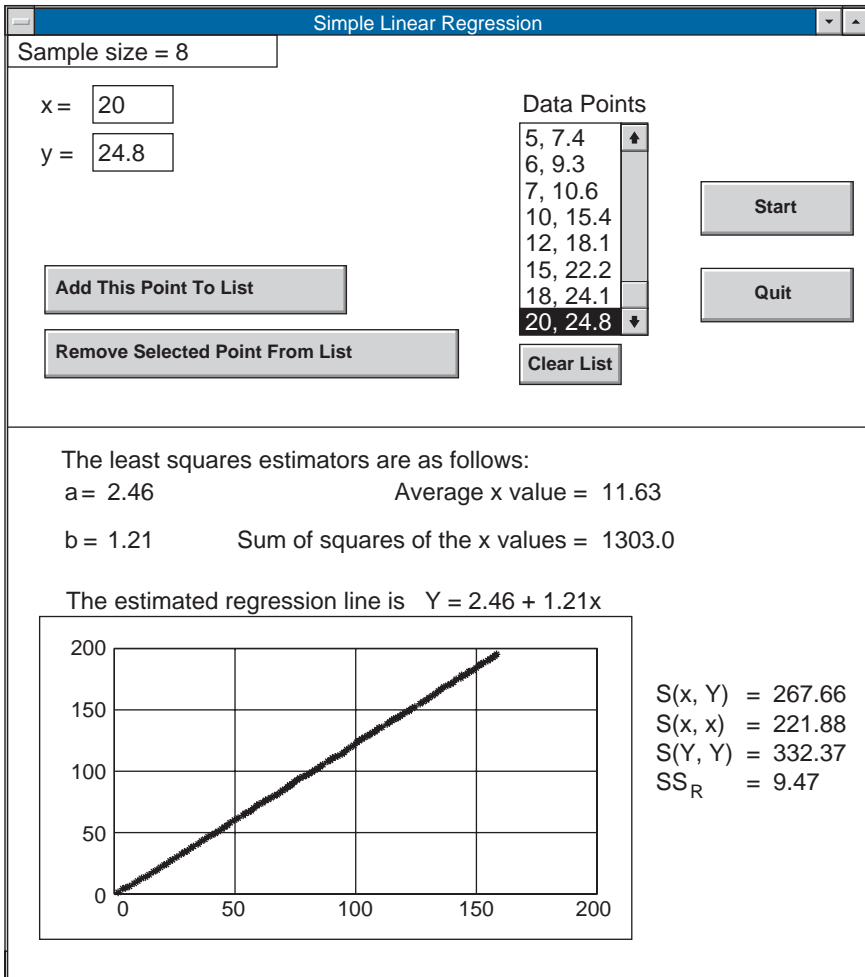 Simple Linear Regression
Sample size = 8
x = 20
y = 24.8
Data Points
5, 7.4
6, 9.3
7, 10.6
10, 15.4
12, 18.1
15, 22.2
18, 24.1
20, 24.8
Start
Quit
Add This Point To List
Remove Selected Point From List
Clear List
The least squares estimators are as follows:
a = 2.46 Average x value = 11.63
b = 1.21 Sum of squares of the x values = 1303.0
The estimated regression line is Y = 2.46 + 1.21x
200
150
100
50
0
0 50 100 150 200
S(x, Y) = 267.66
S(x, x) = 221.88
S(Y, Y) = 332.37
SS_R = 9.47